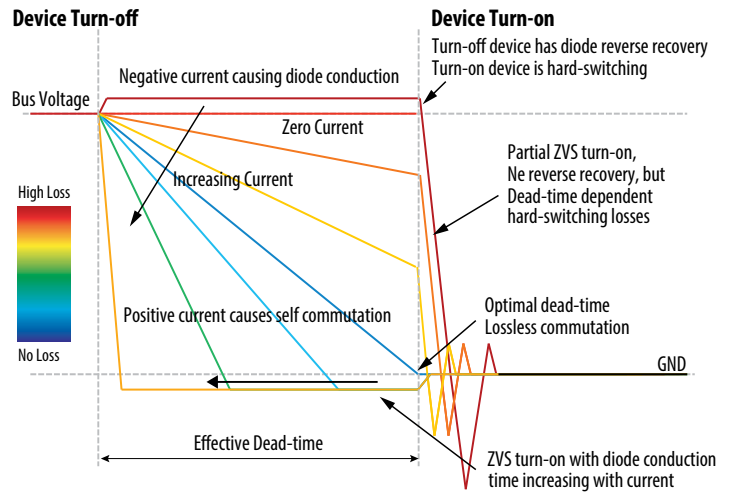 Device Turn-off
Device Turn-on
Turn-off device has diode reverse recovery
Turn-on device is hard-switching
Negative current causing diode conduction
Bus Voltage
Zero Current
Partial ZVS turn-on,
Ne reverse recovery, but
Dead-time dependent
hard-switching losses
Increasing Current
High Loss
Positive current causes self commutation
Optimal dead-time
Lossless commutation
No Loss
GND
Effective Dead-time
ZVS turn-on with diode conduction
time increasing with current